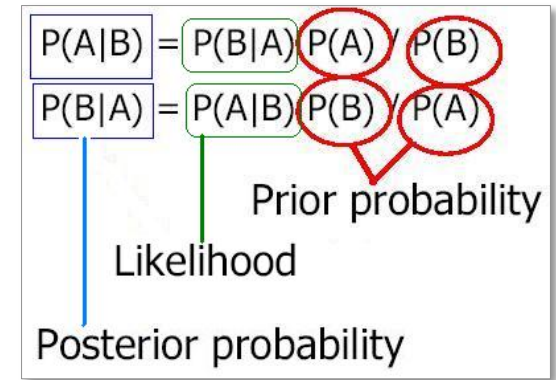 P(A|B) = P(B|A) P(A) / P(B)
P(B|A) = P(A|B) P(B) / P(A)
Prior probability
Likelihood
Posterior probability